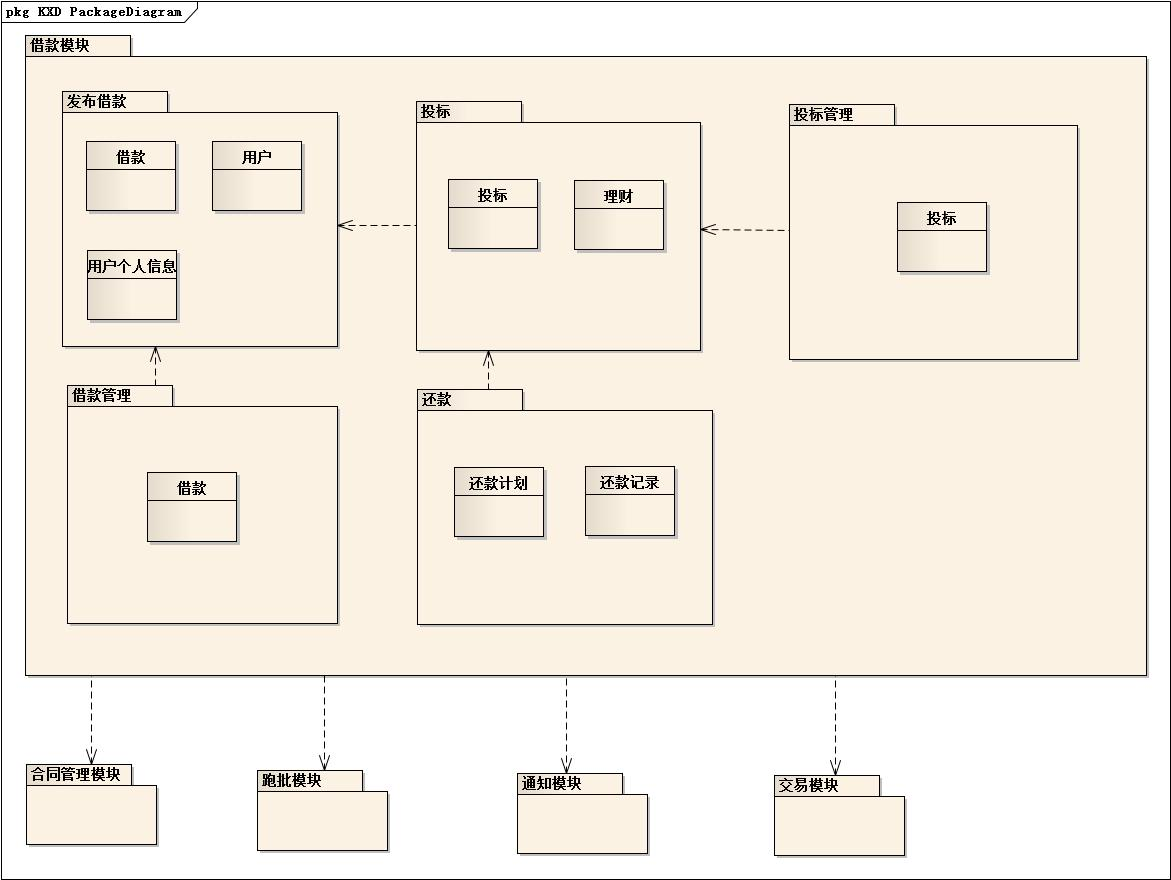 pkg KXD PackageDiagram
借款模块
发布借款
借款
用户
用户个人信息
投标
投标
理财
投标管理
投标
借款管理
借款
还款
还款计划
还款记录
合同管理模块
跑批模块
通知模块
交易模块